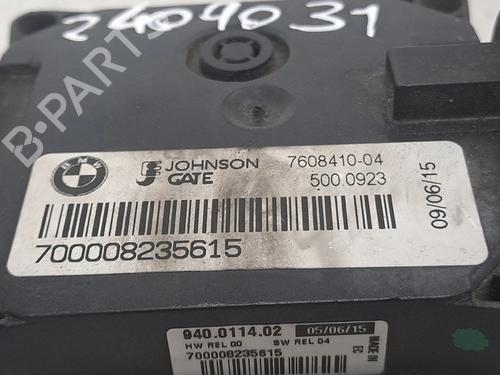 2404031
B-PARTS
BMW
JOHNSON
GATE
7608410-04
500 0923
09/06/15
700008235615
940.0114.02
05/06/15
HW REL 00 SW REL 04
700008235615
MADE IN
EC